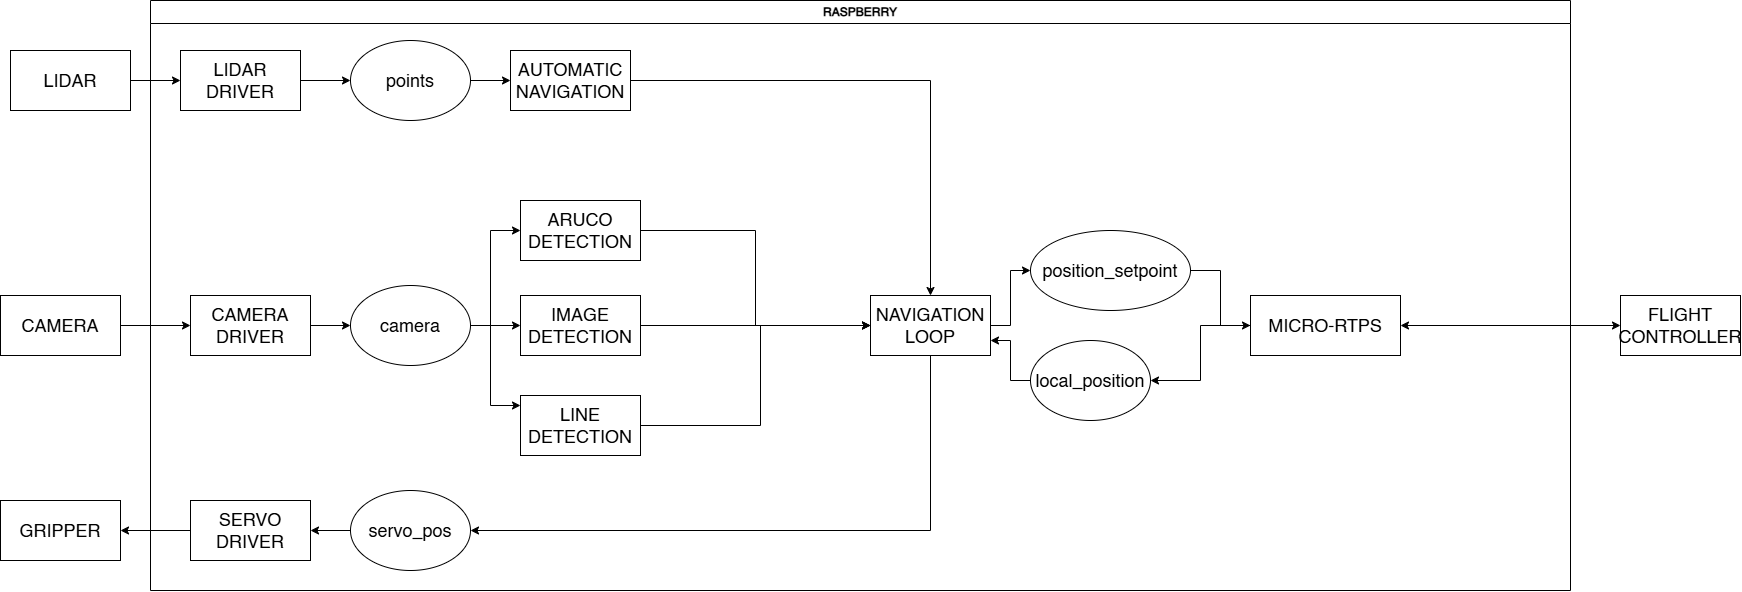 RASPBERRY
LIDAR
LIDAR
DRIVER
points
AUTOMATIC
NAVIGATION
ARUCO
DETECTION
CAMERA
CAMERA
DRIVER
camera
IMAGE
DETECTION
LINE
DETECTION
NAVIGATION
LOOP
position_setpoint
local_position
MICRO-RTPS
FLIGHT
CONTROLLER
GRIPPER
SERVO
DRIVER
servo_pos